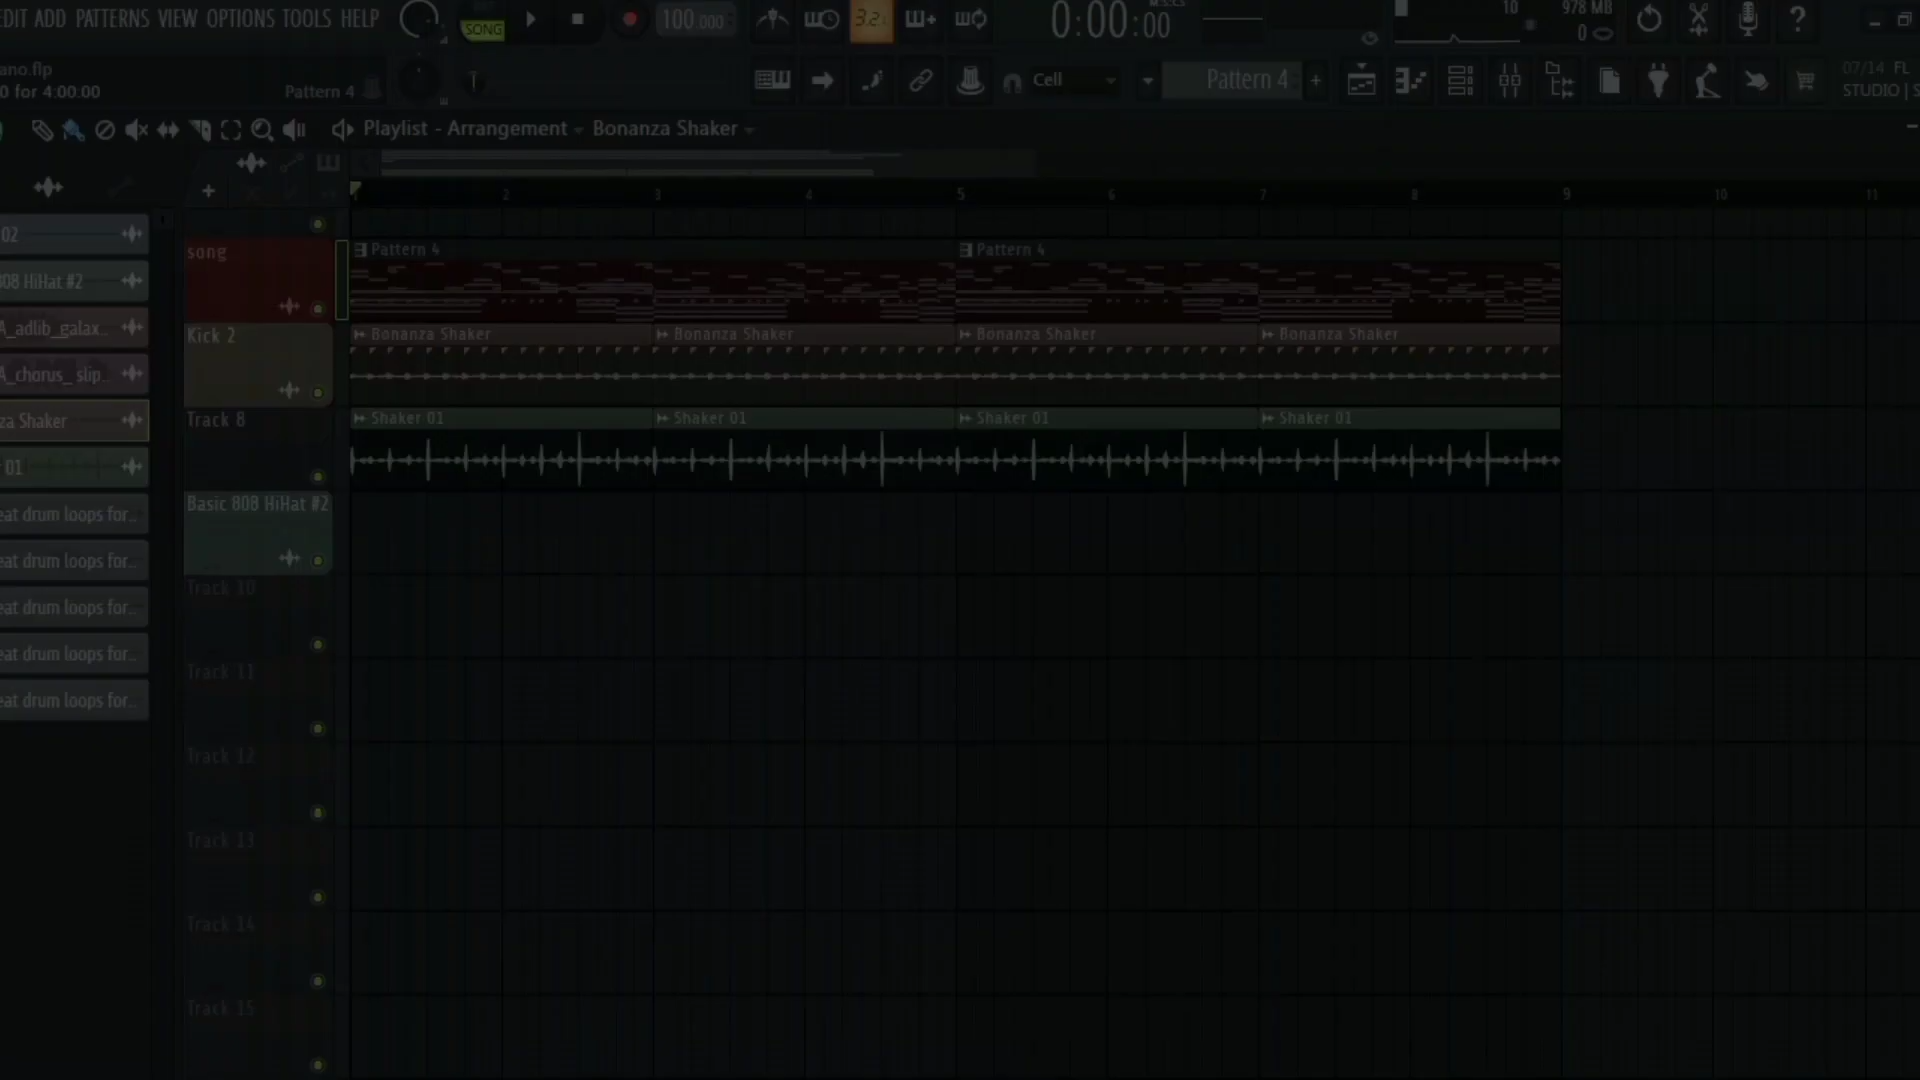 EDIT ADD PATTERNS VIEW OPTIONS TOOLS HELP
SONG
100.000
3.2.
0:00:00
M:S:CS
10
978 MB
0
ano.flp
0 for 4:00.00
Pattern 4
Cell
Pattern 4
+
07/14 FL
STUDIO | S
Playlist - Arrangement Bonanza Shaker
2 3 4 5 6 7 8 9 10 11
02
808 HiHat #2
A_adlib_galax..
A_chorus_ slip..
za Shaker
01
eat drum loops for..
eat drum loops for..
eat drum loops for..
eat drum loops for..
eat drum loops for..
song
Pattern 4
Pattern 4
Kick 2
Bonanza Shaker
Bonanza Shaker
Bonanza Shaker
Bonanza Shaker
Track 8
Shaker 01
Shaker 01
Shaker 01
Shaker 01
Basic 808 HiHat #2
Track 10
Track 11
Track 12
Track 13
Track 14
Track 15